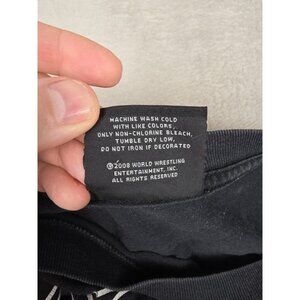 MACHINE WASH COLD
WITH LIKE COLORS,
ONLY NON-CHLORINE BLEACH,
TUMBLE DRY LOW,
DO NOT IRON IF DECORATED
©2008 WORLD WRESTLING
ENTERTAINMENT, INC.
ALL RIGHTS RESERVED